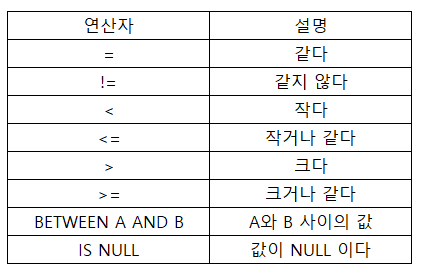 연산자 설명
= 같다
!= 같지 않다
< 작다
<= 작거나 같다
> 크다
>= 크거나 같다
BETWEEN A AND B A와 B 사이의 값
IS NULL 값이 NULL 이다